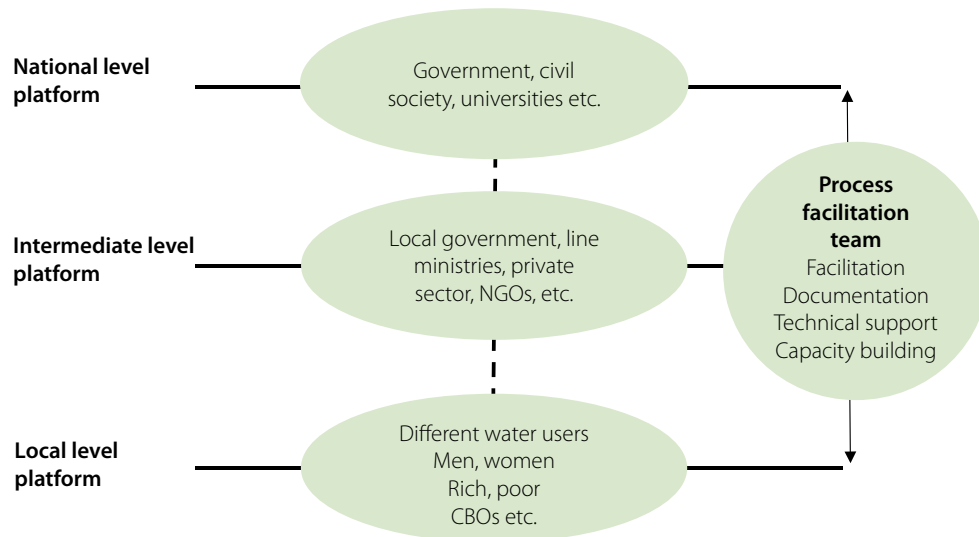 National level
platform
Government, civil
society, universities etc.
Intermediate level
platform
Local government, line
ministries, private
sector, NGOs, etc.
Process
facilitation
team
Facilitation
Documentation
Technical support
Capacity building
Local level
platform
Different water users
Men, women
Rich, poor
CBOs etc.